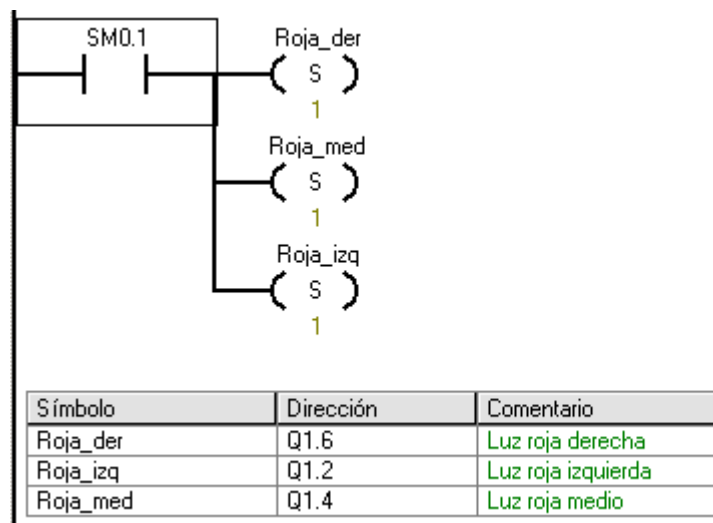 SM0.1 Roja_der
S
1
Roja_med
S
1
Roja_izq
S
1
Símbolo Dirección Comentario
Roja_der Q1.6 Luz roja derecha
Roja_izq Q1.2 Luz roja izquierda
Roja_med Q1.4 Luz roja medio